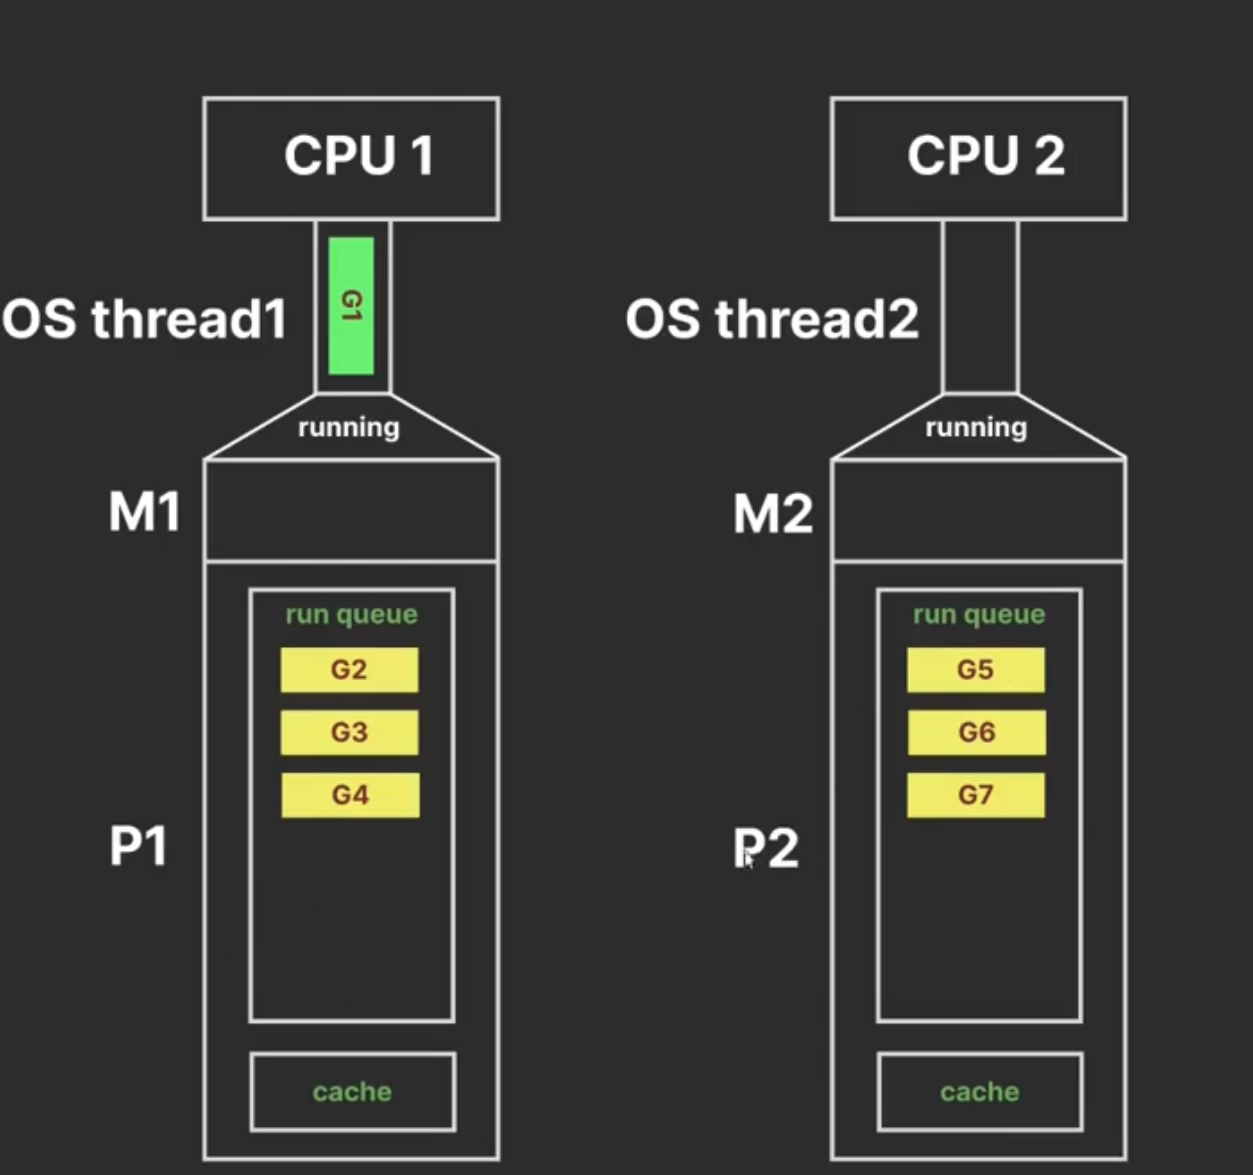 CPU 1
CPU 2
G1
OS thread1
OS thread2
running
running
M1
M2
run queue
run queue
G2
G5
G3
G6
G4
G7
P1
P2
cache
cache